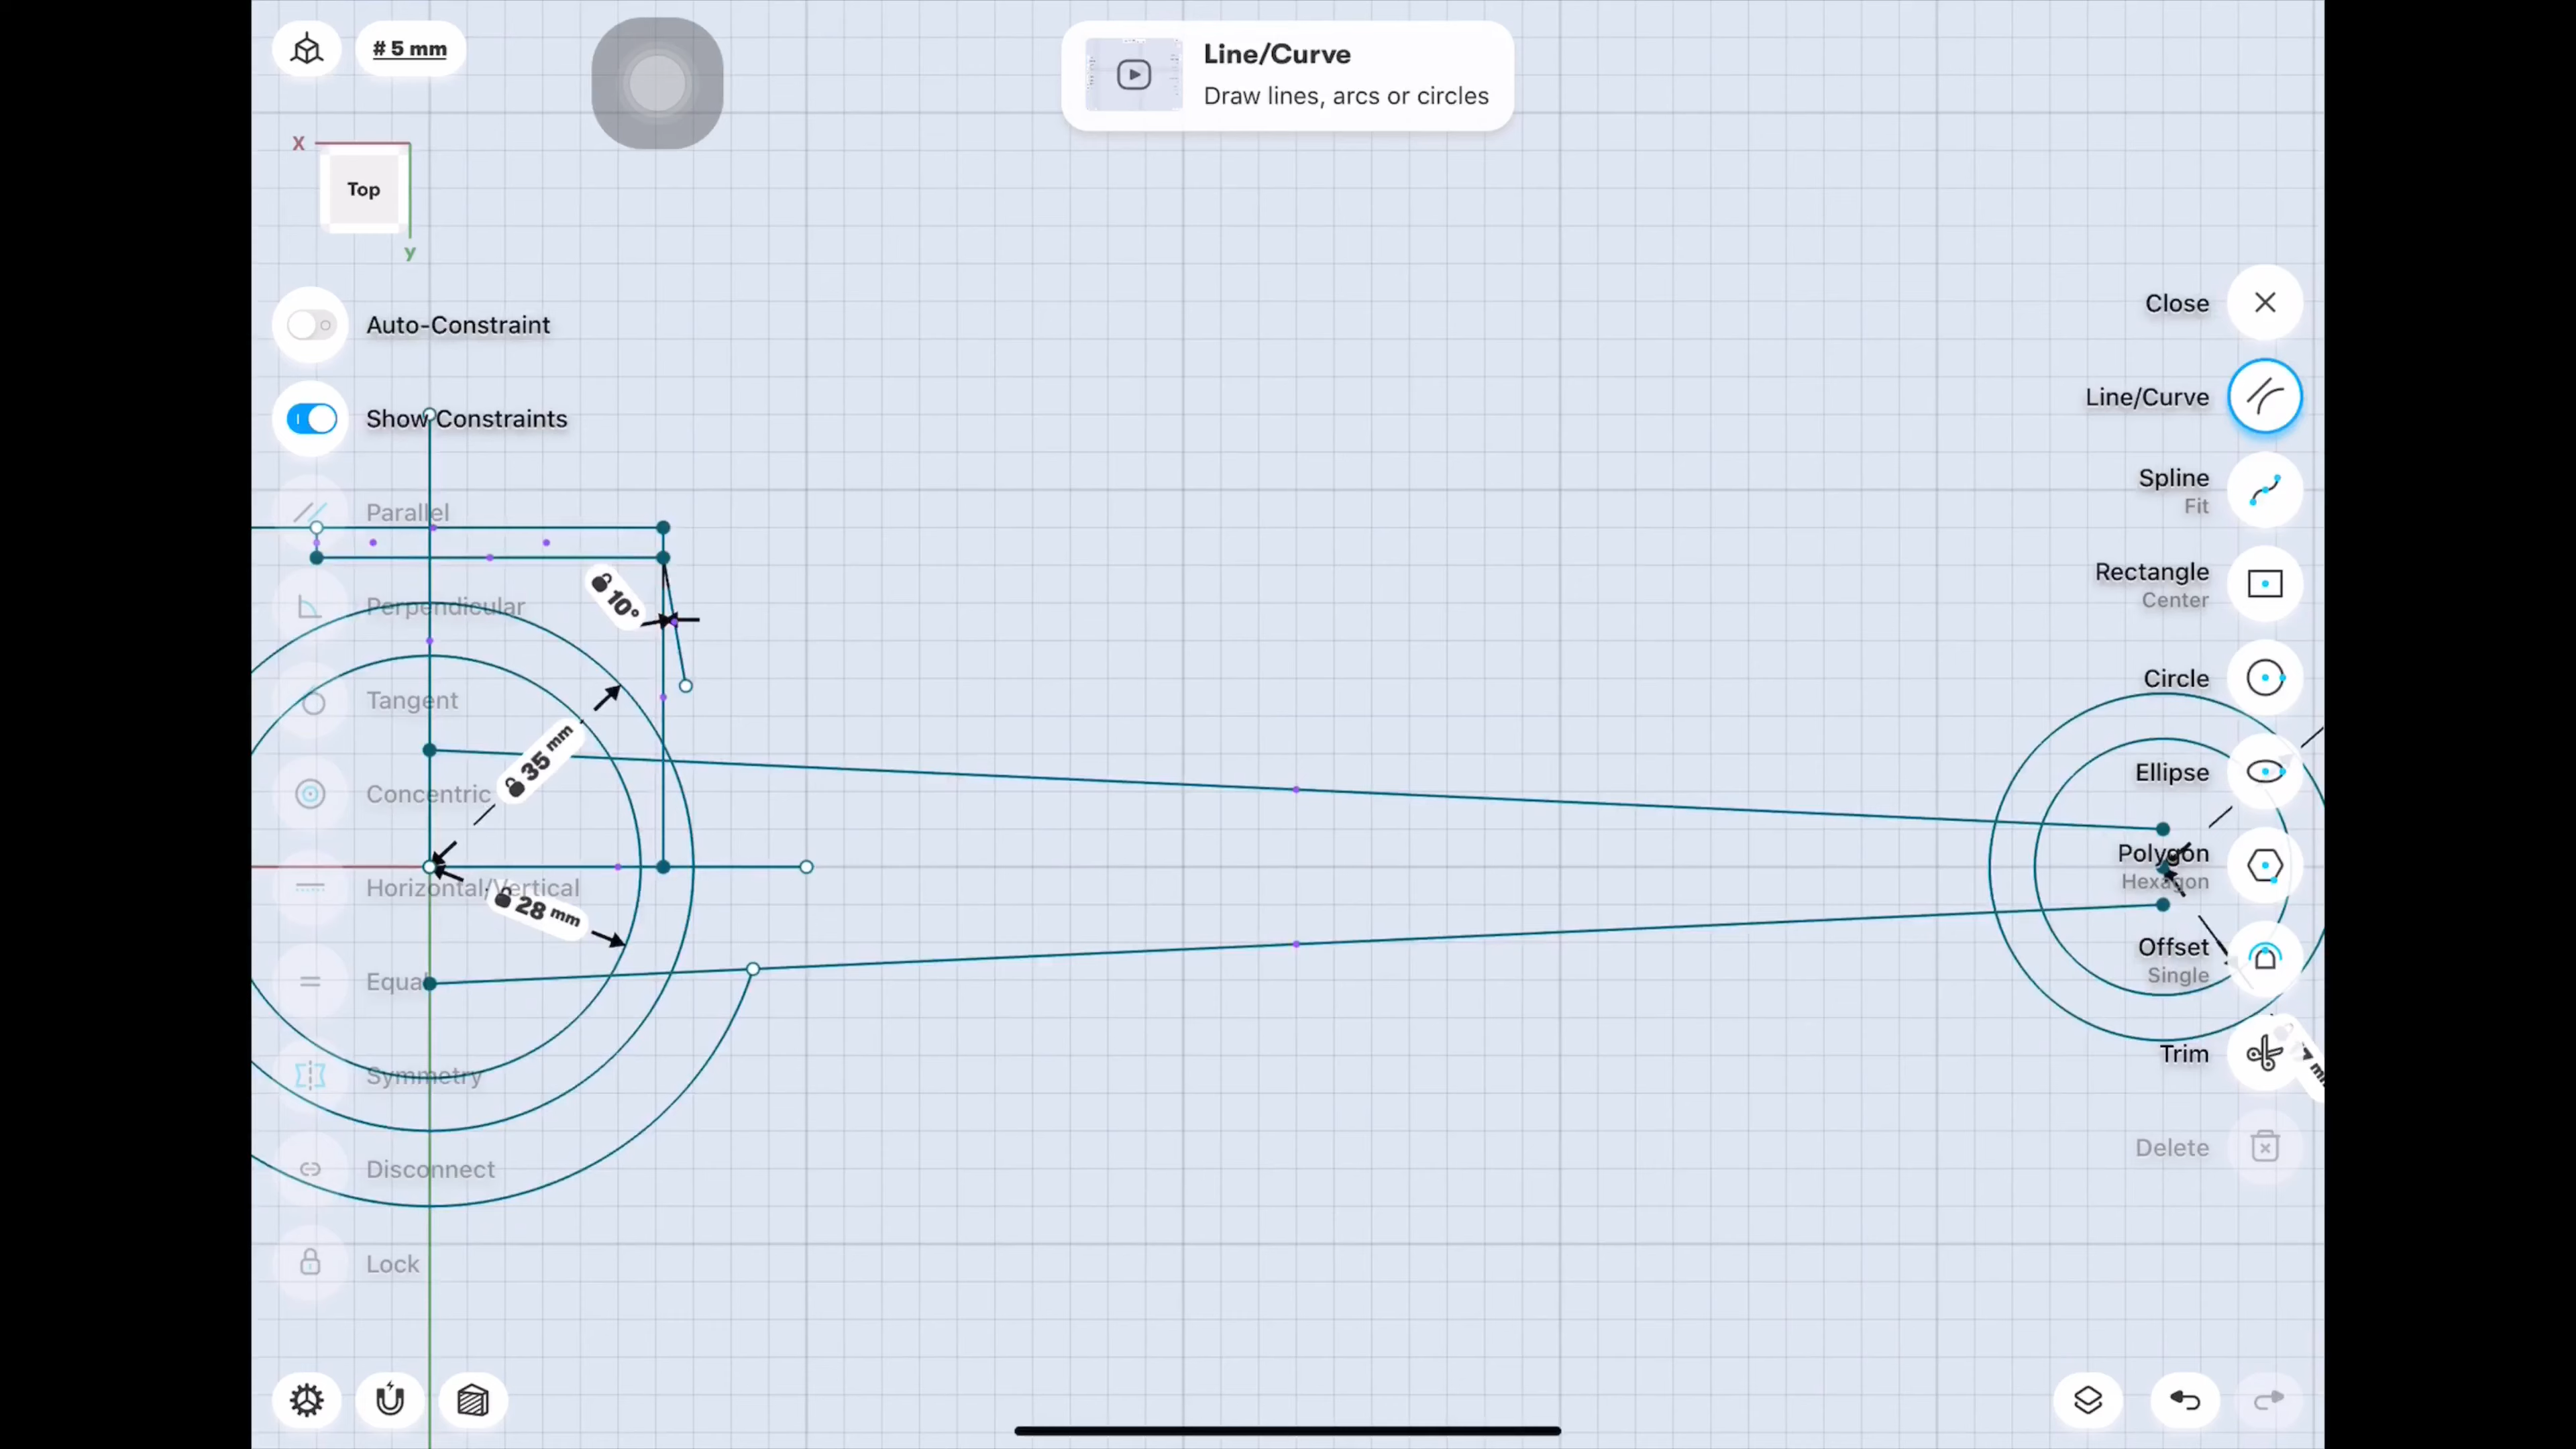 # 5 mm
Line/Curve
Draw lines, arcs or circles
X
Top
y
Auto-Constraint
Close
Line/Curve
Show Constraints
Spline
Fit
Parallel
Rectangle
Center
10°
Perpendicular
Circle
Tangent
35 mm
Ellipse
Concentric
Polygon
Hexagon
Horizontal/Vertical
28 mm
Offset
Single
Equal
Trim
Symmetry
Delete
Disconnect
Lock